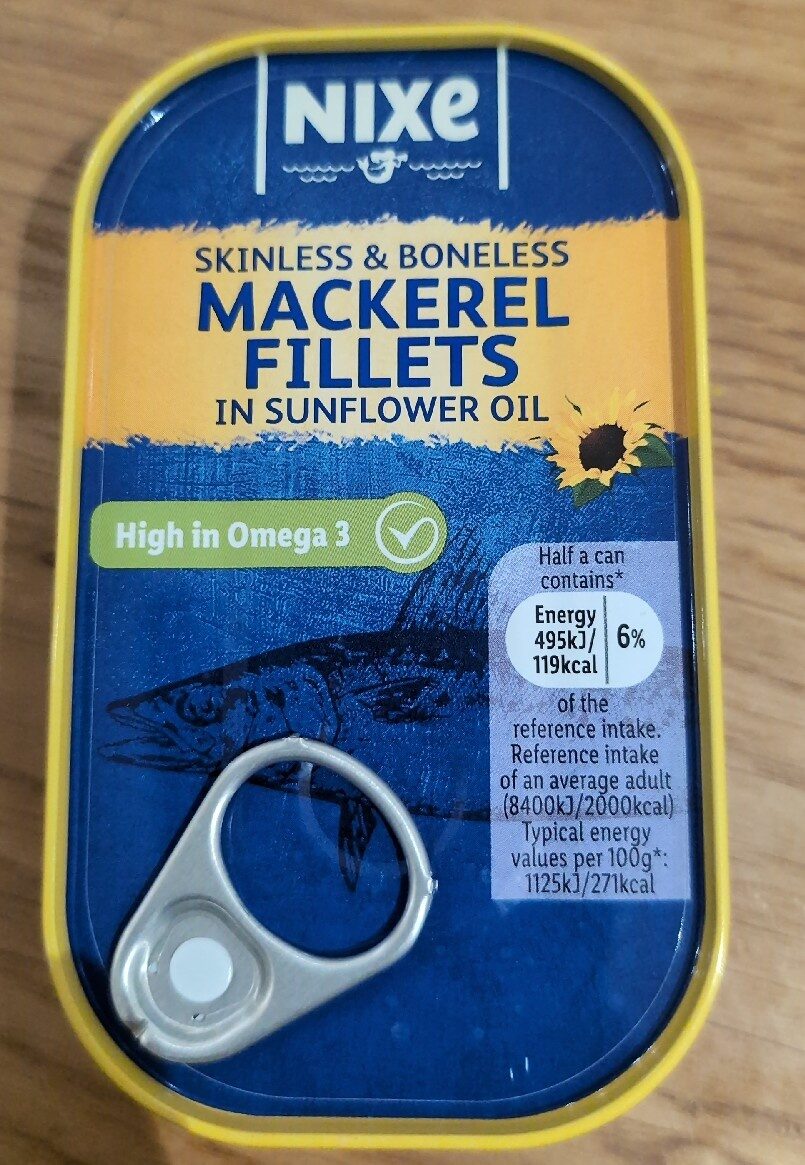 NIXe
SKINLESS & BONELESS
MACKEREL
FILLETS
IN SUNFLOWER OIL
High in Omega 3
Half a can
contains*
Energy
495kJ/
119kcal
6%
of the
reference intake.
Reference intake
of an average adult
(8400kJ/2000kcal)
Typical energy
values per 100g*:
1125kJ/271kcal